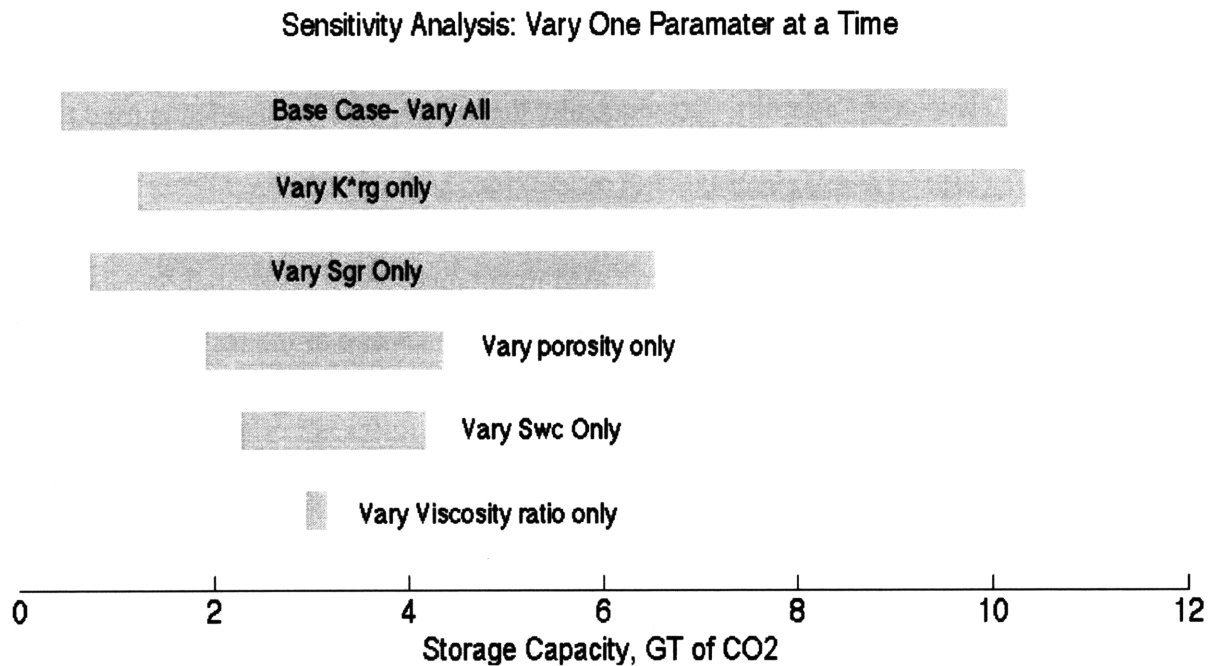 Sensitivity Analysis: Vary One Paramater at a Time
Base Case- Vary All
Vary K*rg only
Vary Sgr Only
Vary porosity only
Vary Swc Only
Vary Viscosity ratio only
0 2 4 6 8 10 12
Storage Capacity, GT of CO2